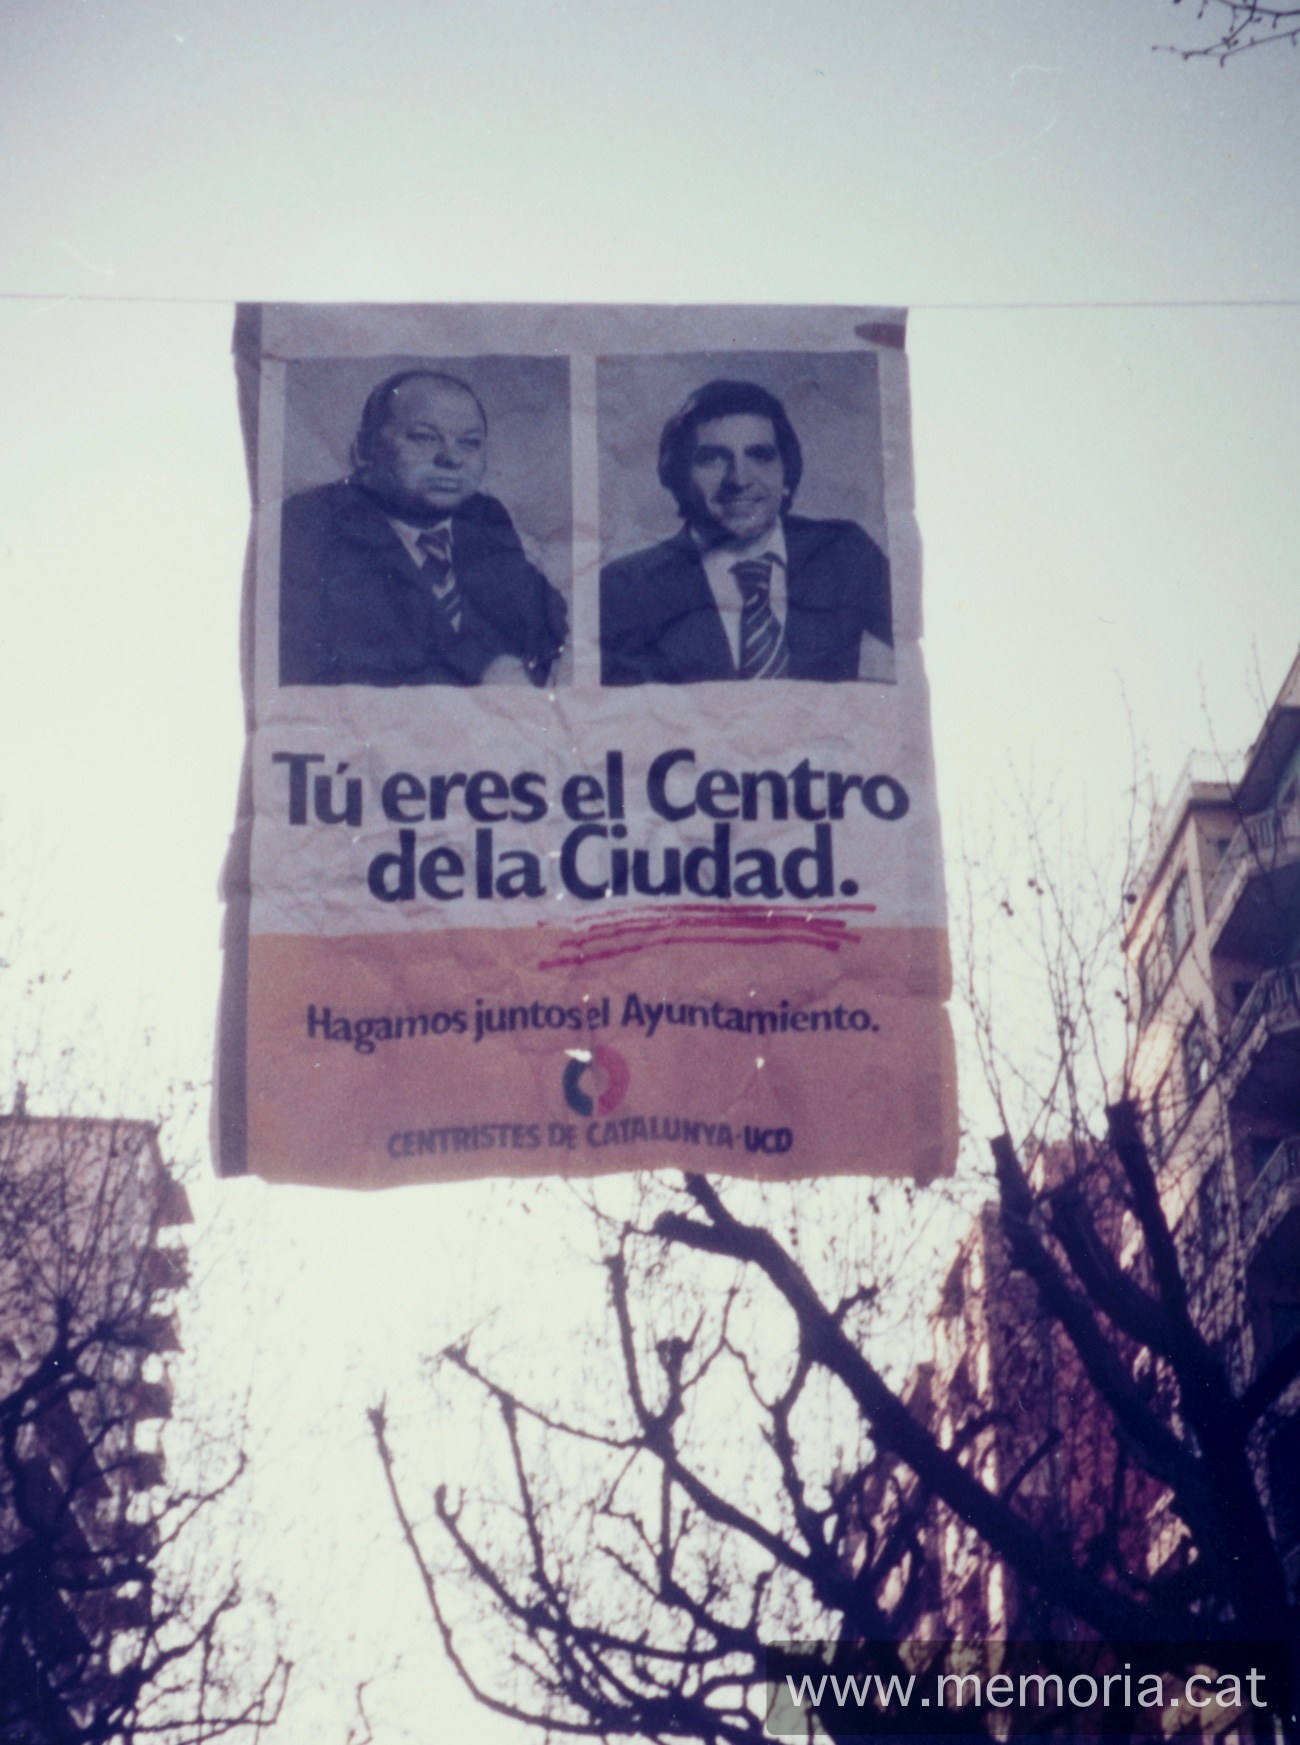 Tú eres el Centro
de la Ciudad.
Hagamos juntos el Ayuntamiento.
CENTRISTES DE CATALUNYA-UCD
www.memoria.cat